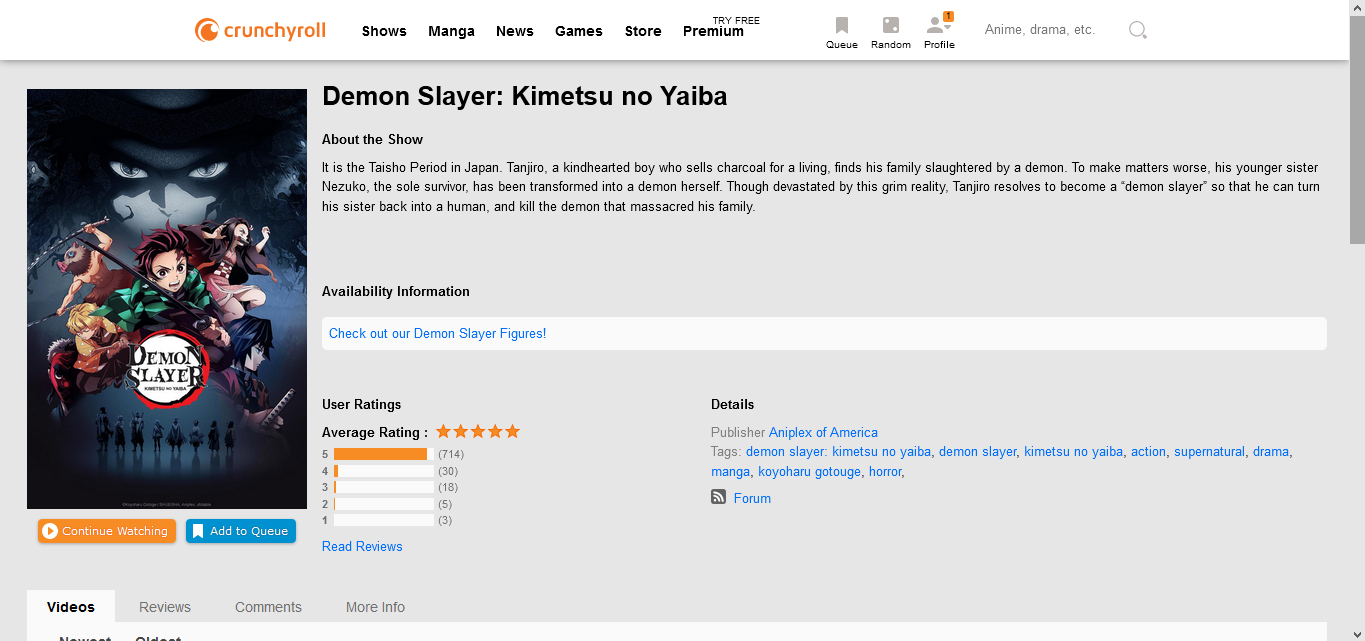 crunchyroll
Shows Manga News Games Store Premium TRY FREE
Queue Random 1 Profile Anime, drama, etc.
Demon Slayer: Kimetsu no Yaiba
About the Show
It is the Taisho Period in Japan. Tanjiro, a kindhearted boy who sells charcoal for a living, finds his family slaughtered by a demon. To make matters worse, his younger sister
Nezuko, the sole survivor, has been transformed into a demon herself. Though devastated by this grim reality, Tanjiro resolves to become a “demon slayer” so that he can turn
his sister back into a human, and kill the demon that massacred his family.
Availability Information
Check out our Demon Slayer Figures!
DEMON
SLAYER
KIMETSU NO YAIBA
Continue Watching Add to Queue
User Ratings
Average Rating :
5 (714)
4 (30)
3 (18)
2 (5)
1 (3)
Read Reviews
Details
Publisher Aniplex of America
Tags: demon slayer: kimetsu no yaiba, demon slayer, kimetsu no yaiba, action, supernatural, drama,
manga, koyoharu gotouge, horror,
Forum
Videos Reviews Comments More Info
Newest Oldest